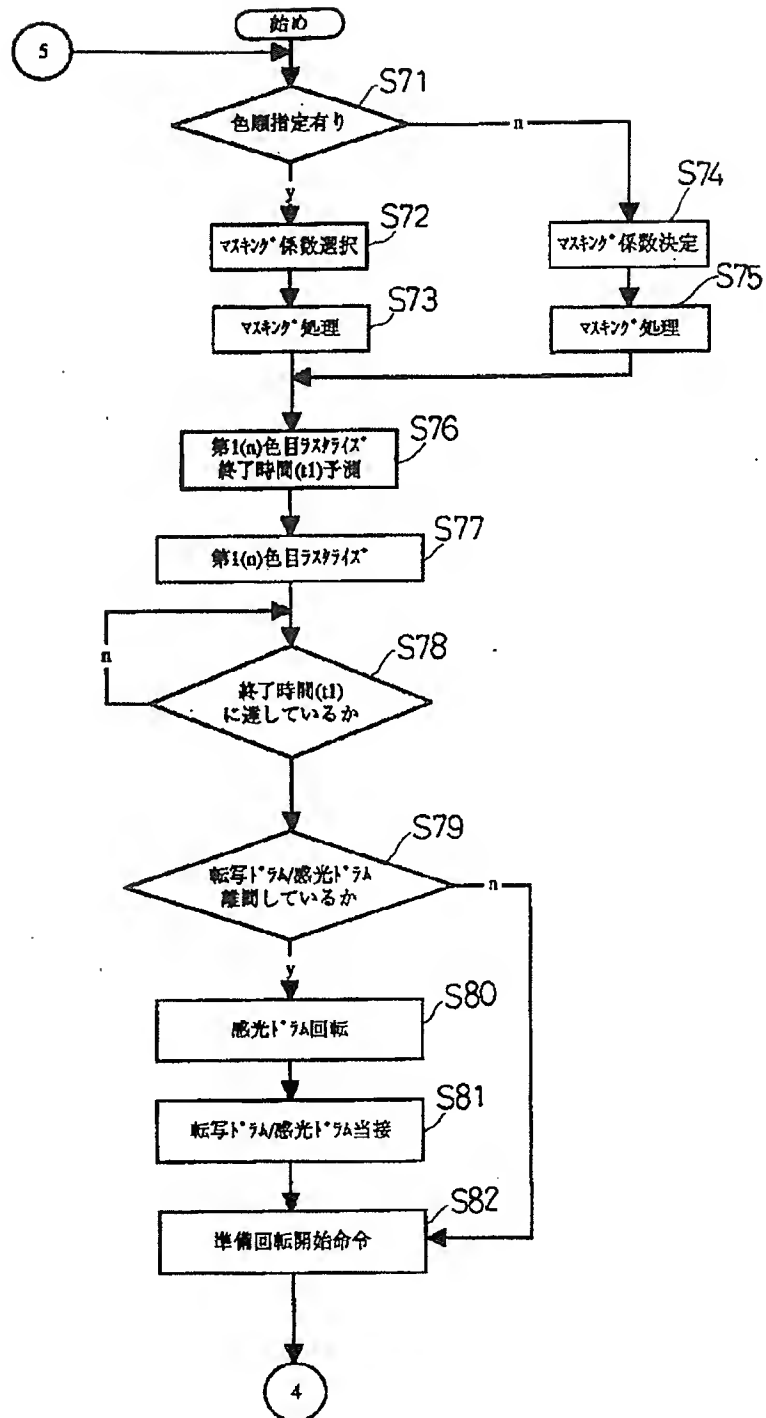 始め
5
S71
色順指定有り
n
y
S72
ﾏｽｷﾝｸﾞ係数選択
S74
ﾏｽｷﾝｸﾞ係数決定
S73
ﾏｽｷﾝｸﾞ処理
S75
ﾏｽｷﾝｸﾞ処理
S76
第1(n)色目ﾗｽﾀﾗｲｽﾞ
終了時間(t1)予測
S77
第1(n)色目ﾗｽﾀﾗｲｽﾞ
n
S78
終了時間(t1)
に達しているか
S79
転写ﾄﾞﾗﾑ/感光ﾄﾞﾗﾑ
離間しているか
n
y
S80
感光ﾄﾞﾗﾑ回転
S81
転写ﾄﾞﾗﾑ/感光ﾄﾞﾗﾑ当接
S82
準備回転開始命令
4